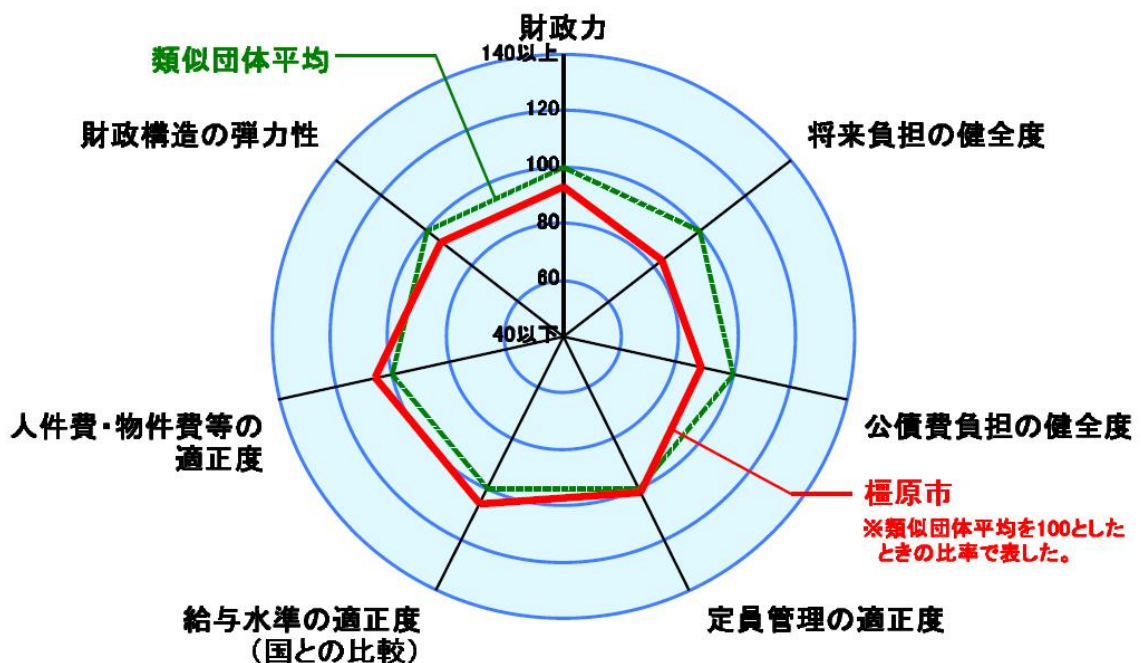 財政力
140以上
類似団体平均
120
財政構造の弾力性
将来負担の健全度
100
80
60
40以下
人件費・物件費等の
適正度
公債費負担の健全度
橿原市
※類似団体平均を100とした
ときの比率で表した。
給与水準の適正度
(国との比較)
定員管理の適正度